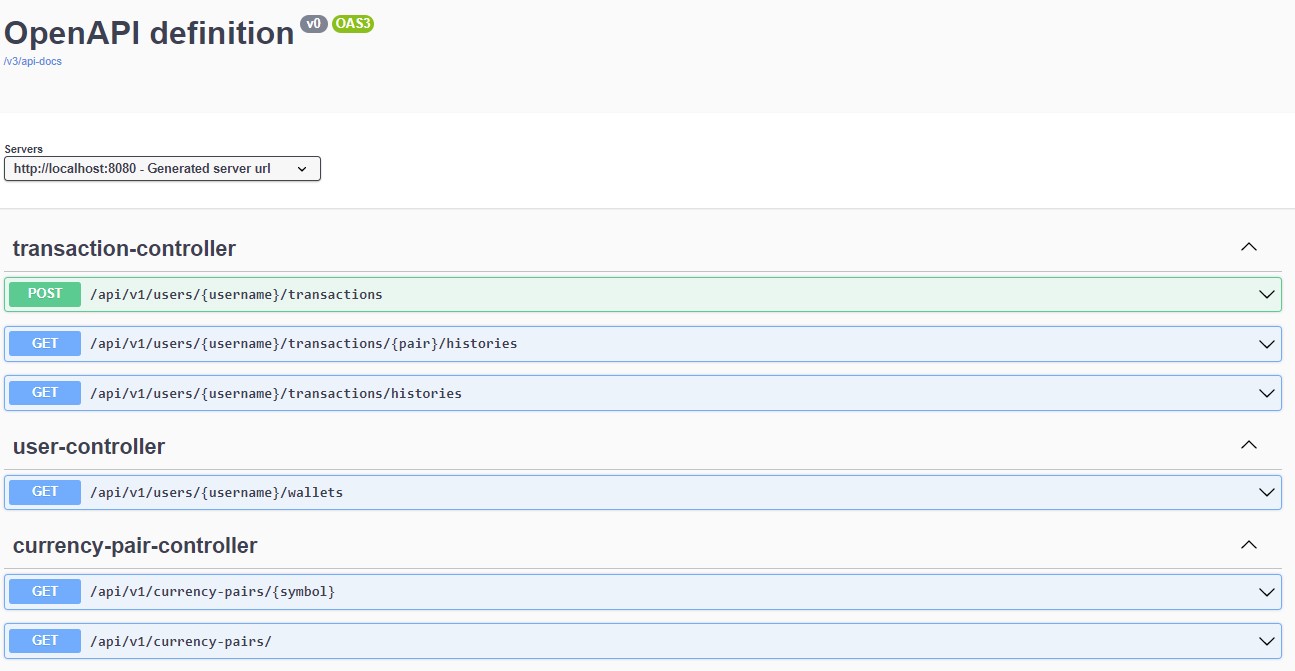 OpenAPI definition v0 OAS3
/v3/api-docs
Servers
http://localhost:8080 - Generated server url
transaction-controller
POST /api/v1/users/{username}/transactions
GET /api/v1/users/{username}/transactions/{pair}/histories
GET /api/v1/users/{username}/transactions/histories
user-controller
GET /api/v1/users/{username}/wallets
currency-pair-controller
GET /api/v1/currency-pairs/{symbol}
GET /api/v1/currency-pairs/